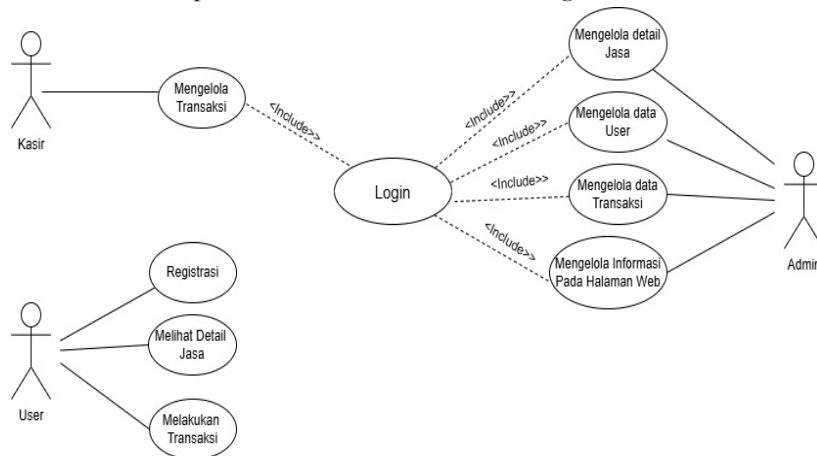 Kasir
Mengelola
Transaksi
<Include>>
Login
<Include>>
<Include>>
<Include>>
<Include>>
Mengelola detail
Jasa
Mengelola data
User
Mengelola data
Transaksi
Mengelola Informasi
Pada Halaman Web
Admin
Registrasi
Melihat Detail
Jasa
Melakukan
Transaksi
User